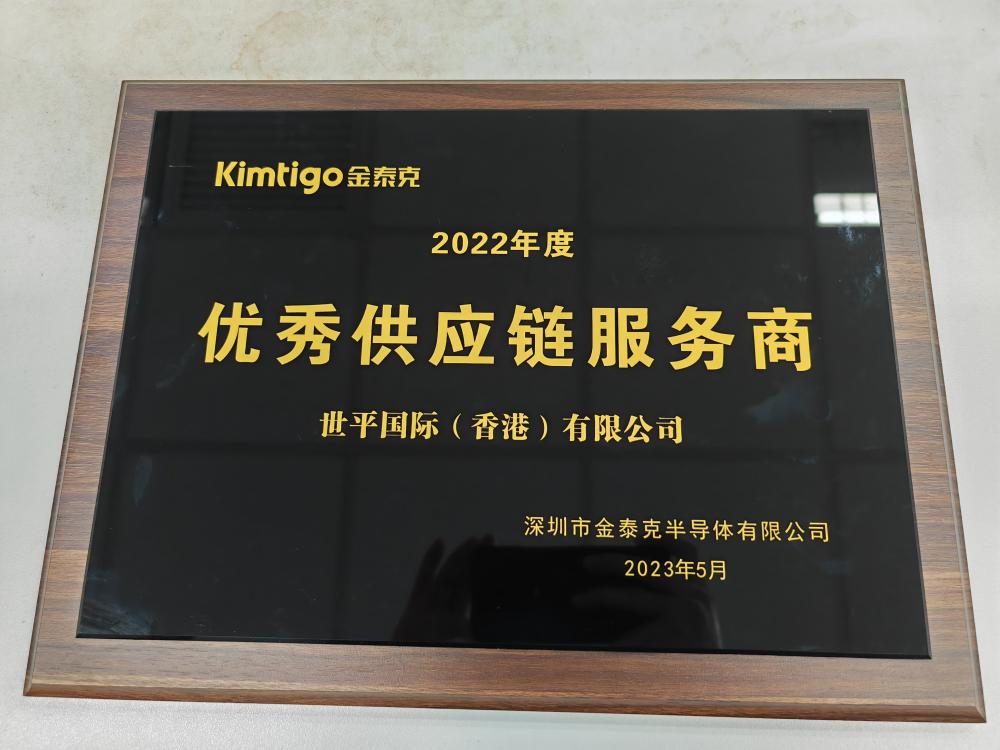 Kimtigo金泰克
2022年度
优秀供应链服务商
世平国际（香港）有限公司
深圳市金泰克半导体有限公司
2023年5月